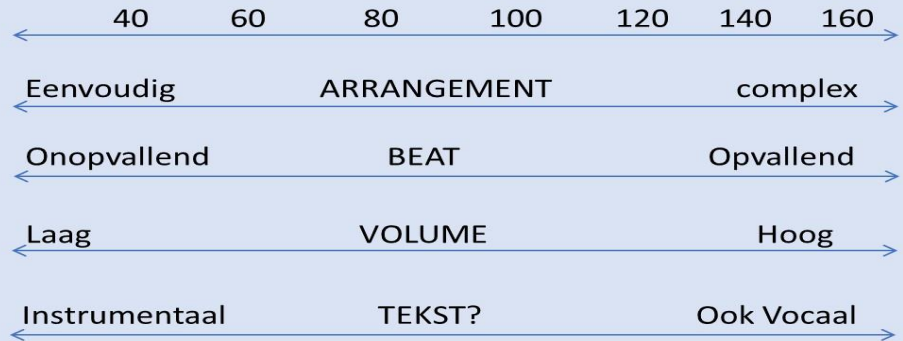 40 60 80 100 120 140 160
Eenvoudig ARRANGEMENT complex
Onopvallend BEAT Opvallend
Laag VOLUME Hoog
Instrumentaal TEKST? Ook Vocaal